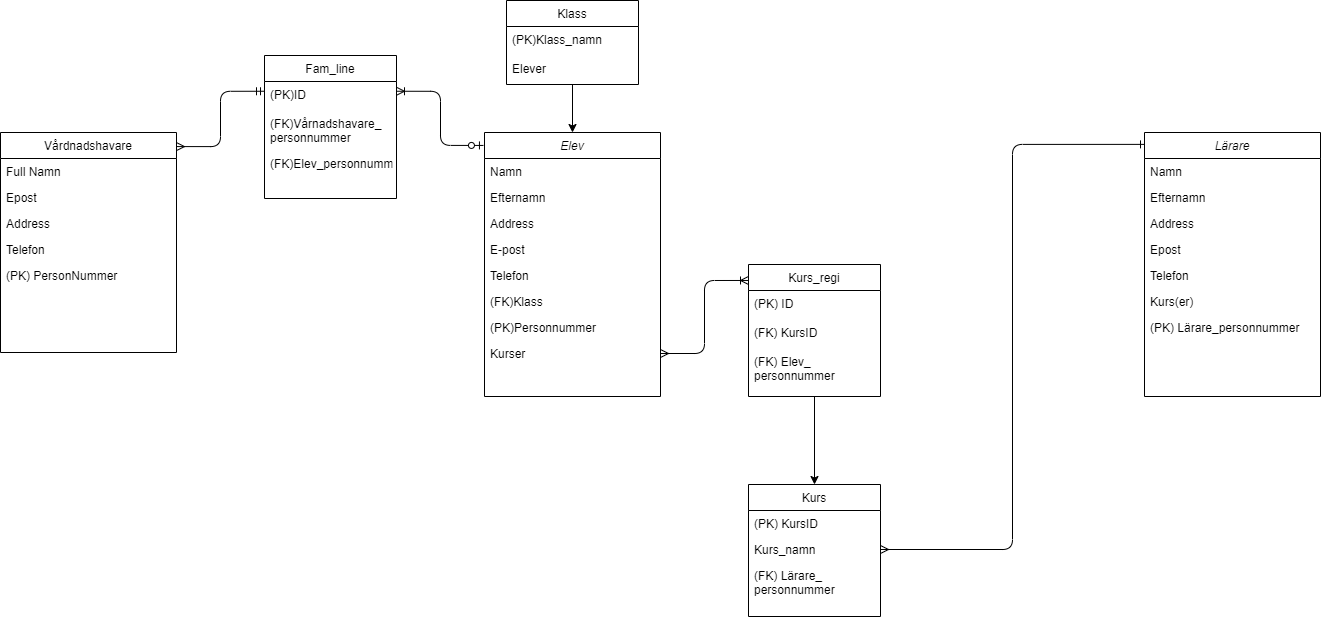 Klass
(PK)Klass_namn
Elever
Fam_line
(PK)ID
(FK)Vårnadshavare_
personnummer
(FK)Elev_personnumm
Vårdnadshavare
Full Namn
Epost
Address
Telefon
(PK) PersonNummer
Elev
Namn
Efternamn
Address
E-post
Telefon
(FK)Klass
(PK)Personnummer
Kurser
Kurs_regi
(PK) ID
(FK) KursID
(FK) Elev_
personnummer
Kurs
(PK) KursID
Kurs_namn
(FK) Lärare_
personnummer
Lärare
Namn
Efternamn
Address
Epost
Telefon
Kurs(er)
(PK) Lärare_personnummer